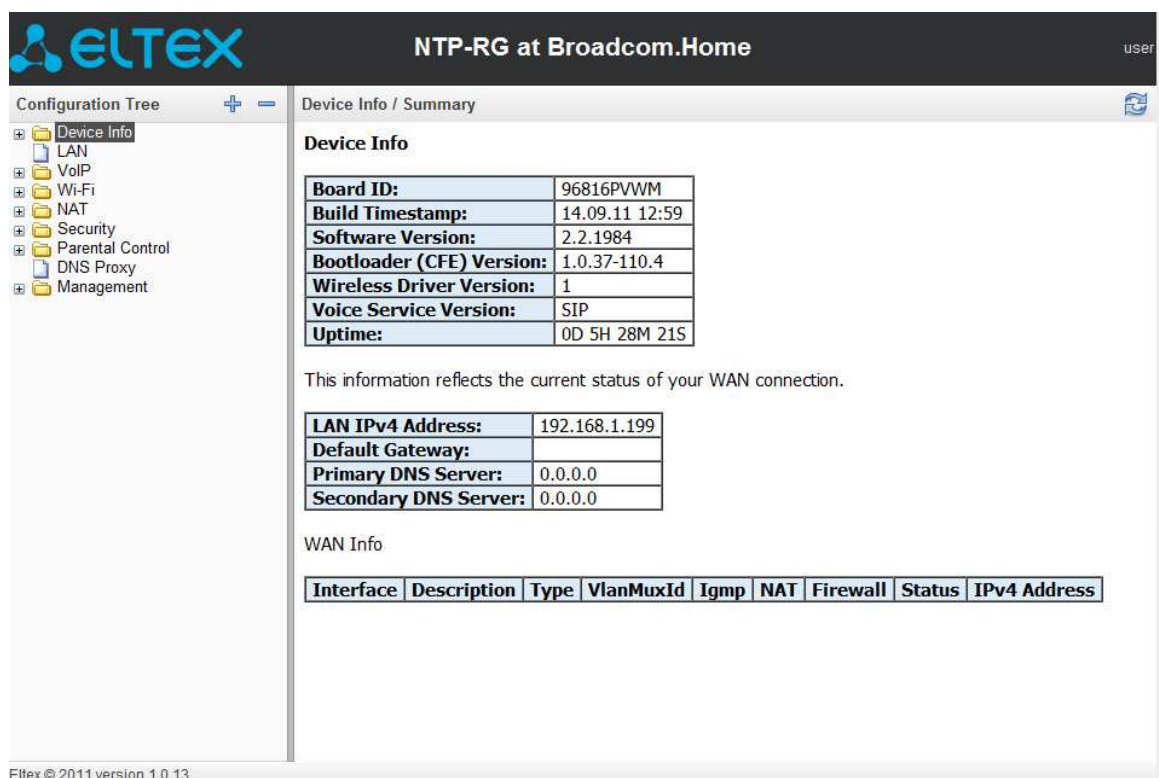 ELTEX
NTP-RG at Broadcom.Home
user
Configuration Tree
Device Info
LAN
VoIP
Wi-Fi
NAT
Security
Parental Control
DNS Proxy
Management
Device Info / Summary
Device Info
Board ID: 96816PVWM
Build Timestamp: 14.09.11 12:59
Software Version: 2.2.1984
Bootloader (CFE) Version: 1.0.37-110.4
Wireless Driver Version: 1
Voice Service Version: SIP
Uptime: 0D 5H 28M 21S
This information reflects the current status of your WAN connection.
LAN IPv4 Address: 192.168.1.199
Default Gateway:
Primary DNS Server: 0.0.0.0
Secondary DNS Server: 0.0.0.0
WAN Info
Interface Description Type VlanMuxId Igmp NAT Firewall Status IPv4 Address
Eltex © 2011 version 1.0.13